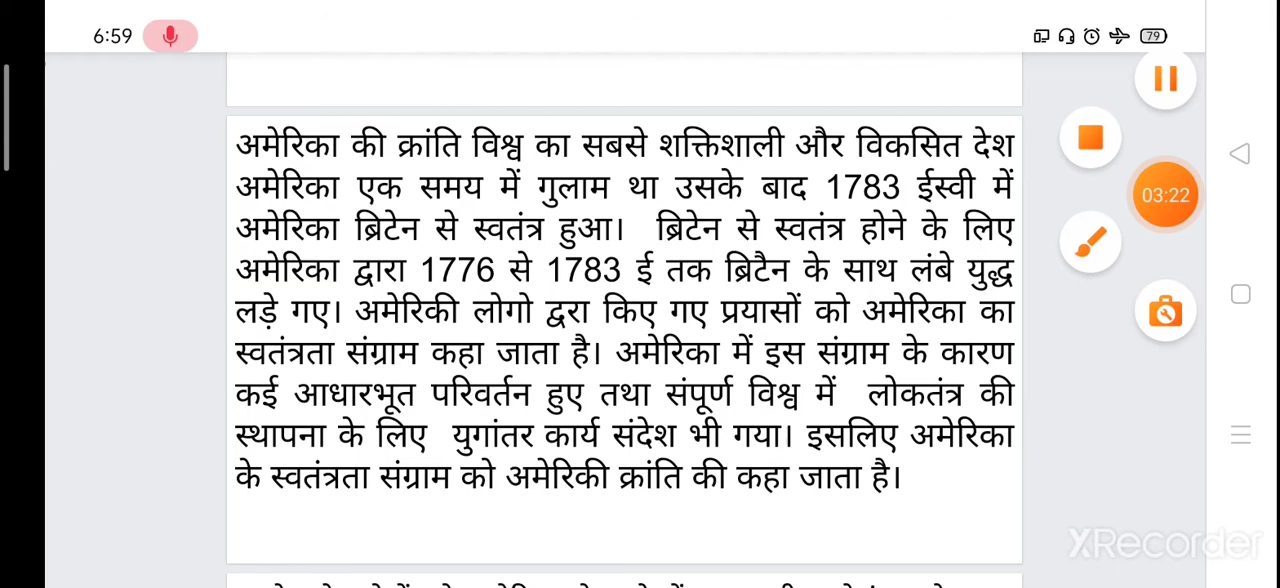 6:59
79
अमेरिका की क्रांति विश्व का सबसे शक्तिशाली और विकसित देश
अमेरिका एक समय में गुलाम था उसके बाद 1783 ईस्वी में
अमेरिका ब्रिटेन से स्वतंत्र हुआ। ब्रिटेन से स्वतंत्र होने के लिए
अमेरिका द्वारा 1776 से 1783 ई तक ब्रिटैन के साथ लंबे युद्ध
लड़े गए। अमेरिकी लोगो द्वरा किए गए प्रयासों को अमेरिका का
स्वतंत्रता संग्राम कहा जाता है। अमेरिका में इस संग्राम के कारण
कई आधारभूत परिवर्तन हुए तथा संपूर्ण विश्व में लोकतंत्र की
स्थापना के लिए युगांतर कार्य संदेश भी गया। इसलिए अमेरिका
के स्वतंत्रता संग्राम को अमेरिकी क्रांति की कहा जाता है।
03:22
XRecorder